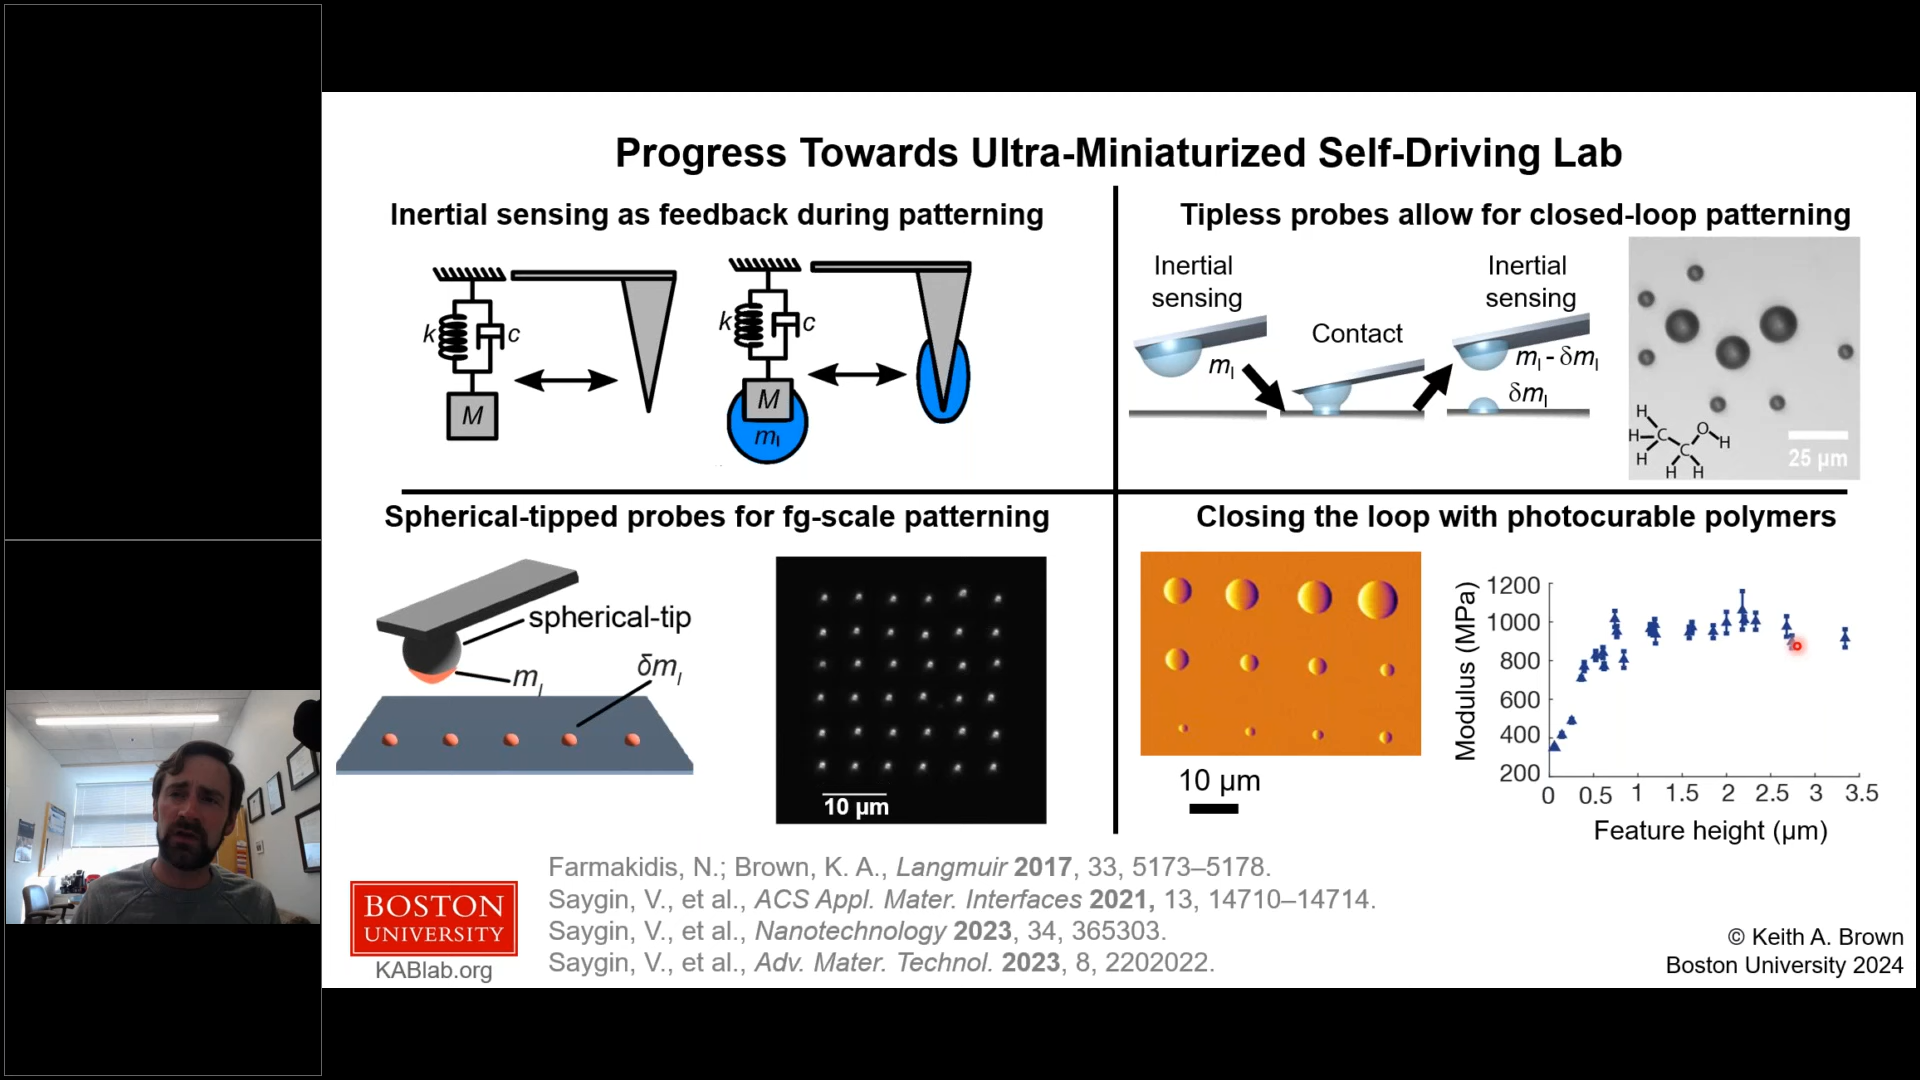 Progress Towards Ultra-Miniaturized Self-Driving Lab
Inertial sensing as feedback during patterning
k
c
M
k
c
M
ml
Tipless probes allow for closed-loop patterning
Inertial
sensing
ml
Contact
Inertial
sensing
ml - δml
δml
H
H
C
H
C
O
H
H
H
25 µm
Spherical-tipped probes for fg-scale patterning
spherical-tip
ml
δml
10 µm
Closing the loop with photocurable polymers
10 µm
Modulus (MPa)
1200
1000
800
600
400
200
0 0.5 1 1.5 2 2.5 3 3.5
Feature height (µm)
BOSTON
UNIVERSITY
KABlab.org
Farmakidis, N.; Brown, K. A., Langmuir 2017, 33, 5173–5178.
Saygin, V., et al., ACS Appl. Mater. Interfaces 2021, 13, 14710–14714.
Saygin, V., et al., Nanotechnology 2023, 34, 365303.
Saygin, V., et al., Adv. Mater. Technol. 2023, 8, 2202022.
© Keith A. Brown
Boston University 2024